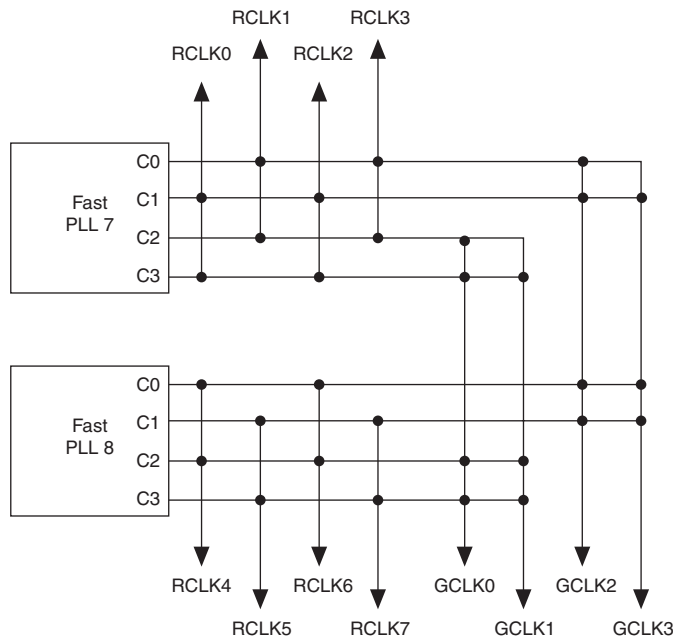 RCLK1
RCLK3
RCLK0
RCLK2
C0
Fast
PLL 7
C1
C2
C3
C0
Fast
PLL 8
C1
C2
C3
RCLK4
RCLK6
GCLK0
GCLK2
RCLK5
RCLK7
GCLK1
GCLK3